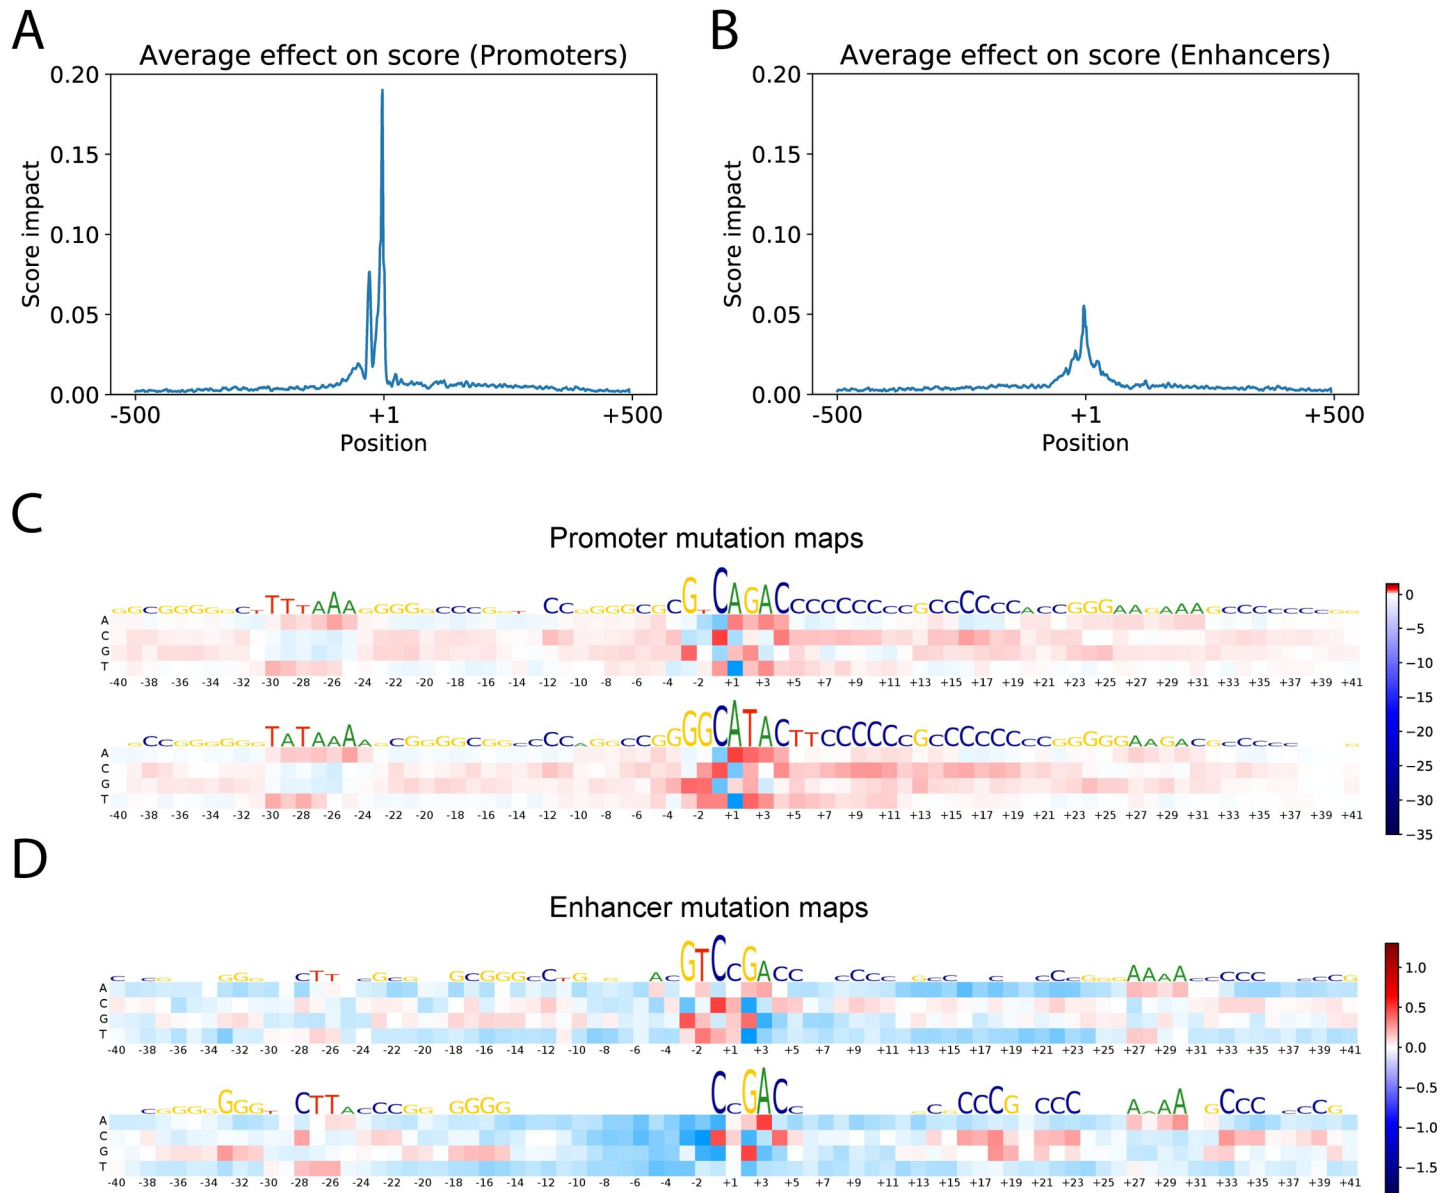 A
B
Average effect on score (Promoters)
Average effect on score (Enhancers)
0.20
0.15
0.10
0.05
0.00
Score impact
-500 +1 +500
Position
0.20
0.15
0.10
0.05
0.00
Score impact
-500 +1 +500
Position
C
Promoter mutation maps
A
C
G
T
-40 -38 -36 -34 -32 -30 -28 -26 -24 -22 -20 -18 -16 -14 -12 -10 -8 -6 -4 -2 +1 +3 +5 +7 +9 +11 +13 +15 +17 +19 +21 +23 +25 +27 +29 +31 +33 +35 +37 +39 +41
A
C
G
T
-40 -38 -36 -34 -32 -30 -28 -26 -24 -22 -20 -18 -16 -14 -12 -10 -8 -6 -4 -2 +1 +3 +5 +7 +9 +11 +13 +15 +17 +19 +21 +23 +25 +27 +29 +31 +33 +35 +37 +39 +41
0
−5
−10
−15
−20
−25
−30
−35
D
Enhancer mutation maps
A
C
G
T
-40 -38 -36 -34 -32 -30 -28 -26 -24 -22 -20 -18 -16 -14 -12 -10 -8 -6 -4 -2 +1 +3 +5 +7 +9 +11 +13 +15 +17 +19 +21 +23 +25 +27 +29 +31 +33 +35 +37 +39 +41
A
C
G
T
-40 -38 -36 -34 -32 -30 -28 -26 -24 -22 -20 -18 -16 -14 -12 -10 -8 -6 -4 -2 +1 +3 +5 +7 +9 +11 +13 +15 +17 +19 +21 +23 +25 +27 +29 +31 +33 +35 +37 +39 +41
1.0
0.5
0.0
−0.5
−1.0
−1.5